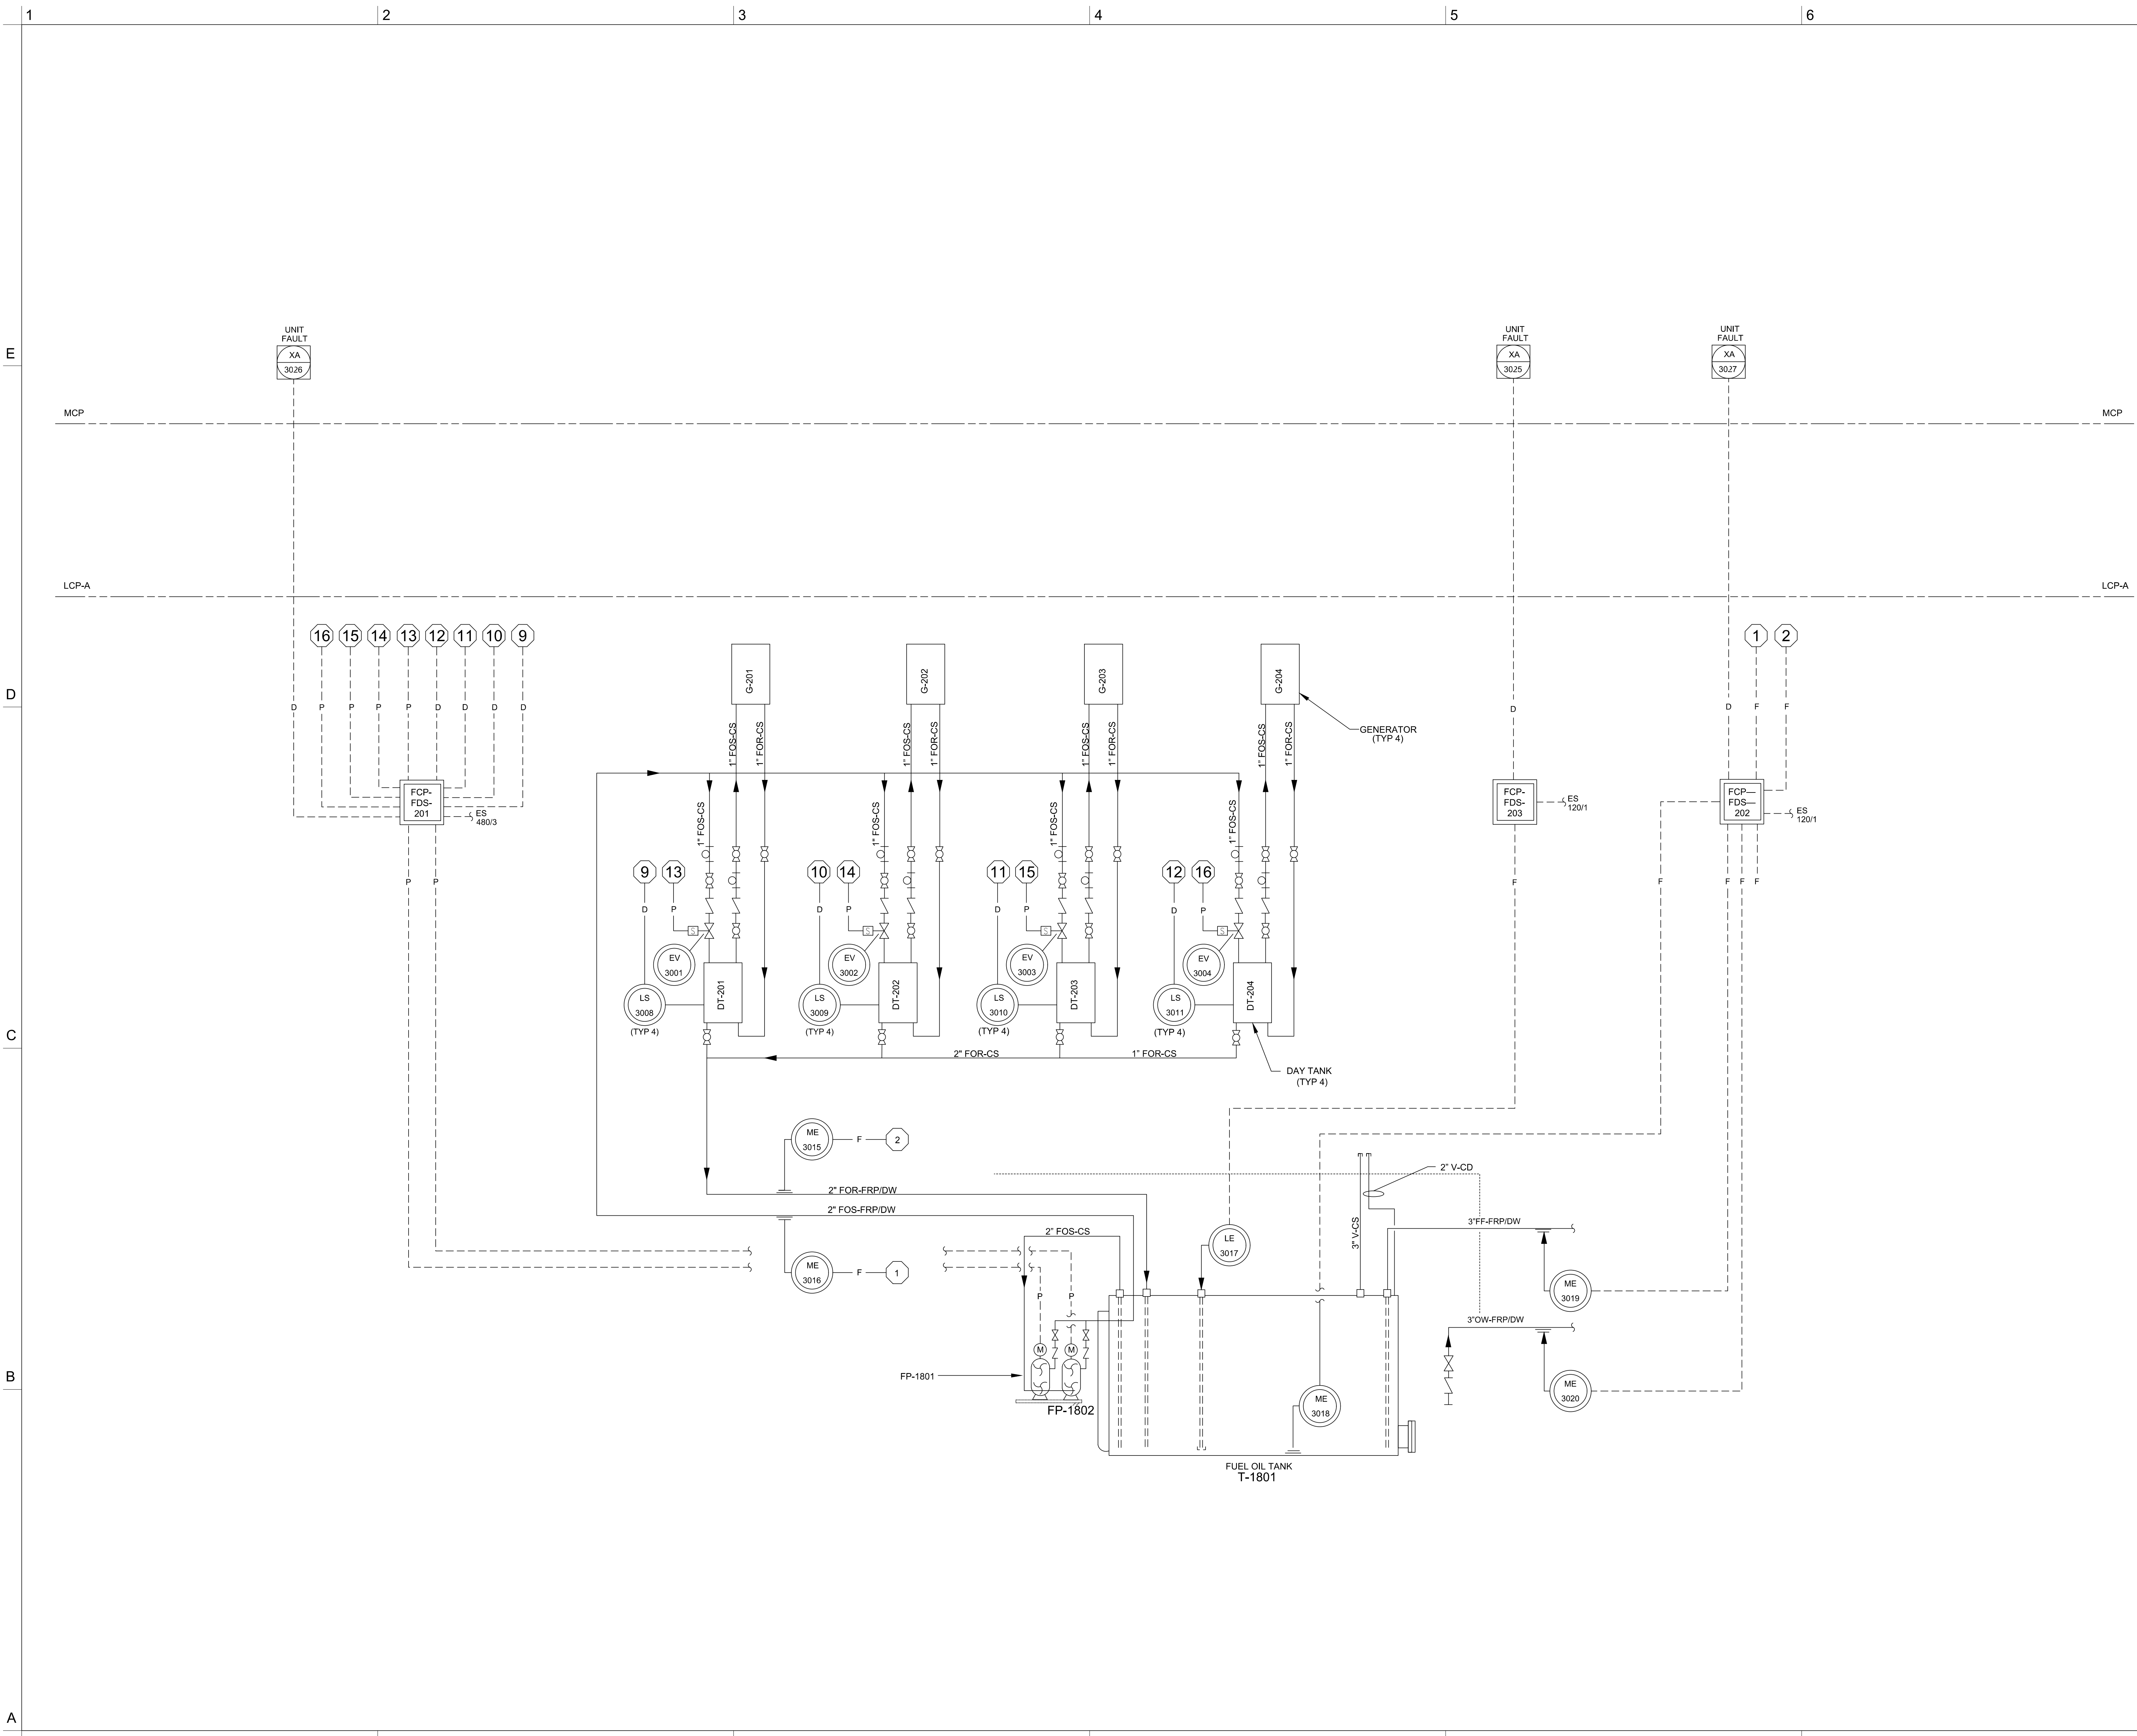 1
2
3
4
5
6
E
D
C
B
A
UNIT
FAULT
XA
3026
UNIT
FAULT
XA
3025
UNIT
FAULT
XA
3027
MCP
MCP
LCP-A
LCP-A
16
15
14
13
12
11
10
9
1
2
D
P
P
P
P
D
D
D
D
D
D
F
F
G-201
G-202
G-203
G-204
GENERATOR
(TYP 4)
1" FOS-CS
1" FOR-CS
1" FOS-CS
1" FOR-CS
1" FOS-CS
1" FOR-CS
1" FOS-CS
1" FOR-CS
FCP-
FDS-
201
ES
480/3
FCP-
FDS-
203
ES
120/1
FCP—
FDS—
202
ES
120/1
1" FOS-CS
1" FOS-CS
1" FOS-CS
1" FOS-CS
P
P
F
F
F
F
F
9
13
10
14
11
15
12
16
D
P
D
P
D
P
D
P
S
S
S
S
EV
3001
EV
3002
EV
3003
EV
3004
DT-201
DT-202
DT-203
DT-204
LS
3008
(TYP 4)
LS
3009
(TYP 4)
LS
3010
(TYP 4)
LS
3011
(TYP 4)
2" FOR-CS
1" FOR-CS
DAY TANK
(TYP 4)
ME
3015
F
2
2" FOR-FRP/DW
2" FOS-FRP/DW
2" FOS-CS
ME
3016
F
1
LE
3017
3" V-CS
2" V-CD
3"FF-FRP/DW
ME
3019
3"OW-FRP/DW
ME
3020
P
P
M
M
FP-1801
FP-1802
ME
3018
FUEL OIL TANK
T-1801